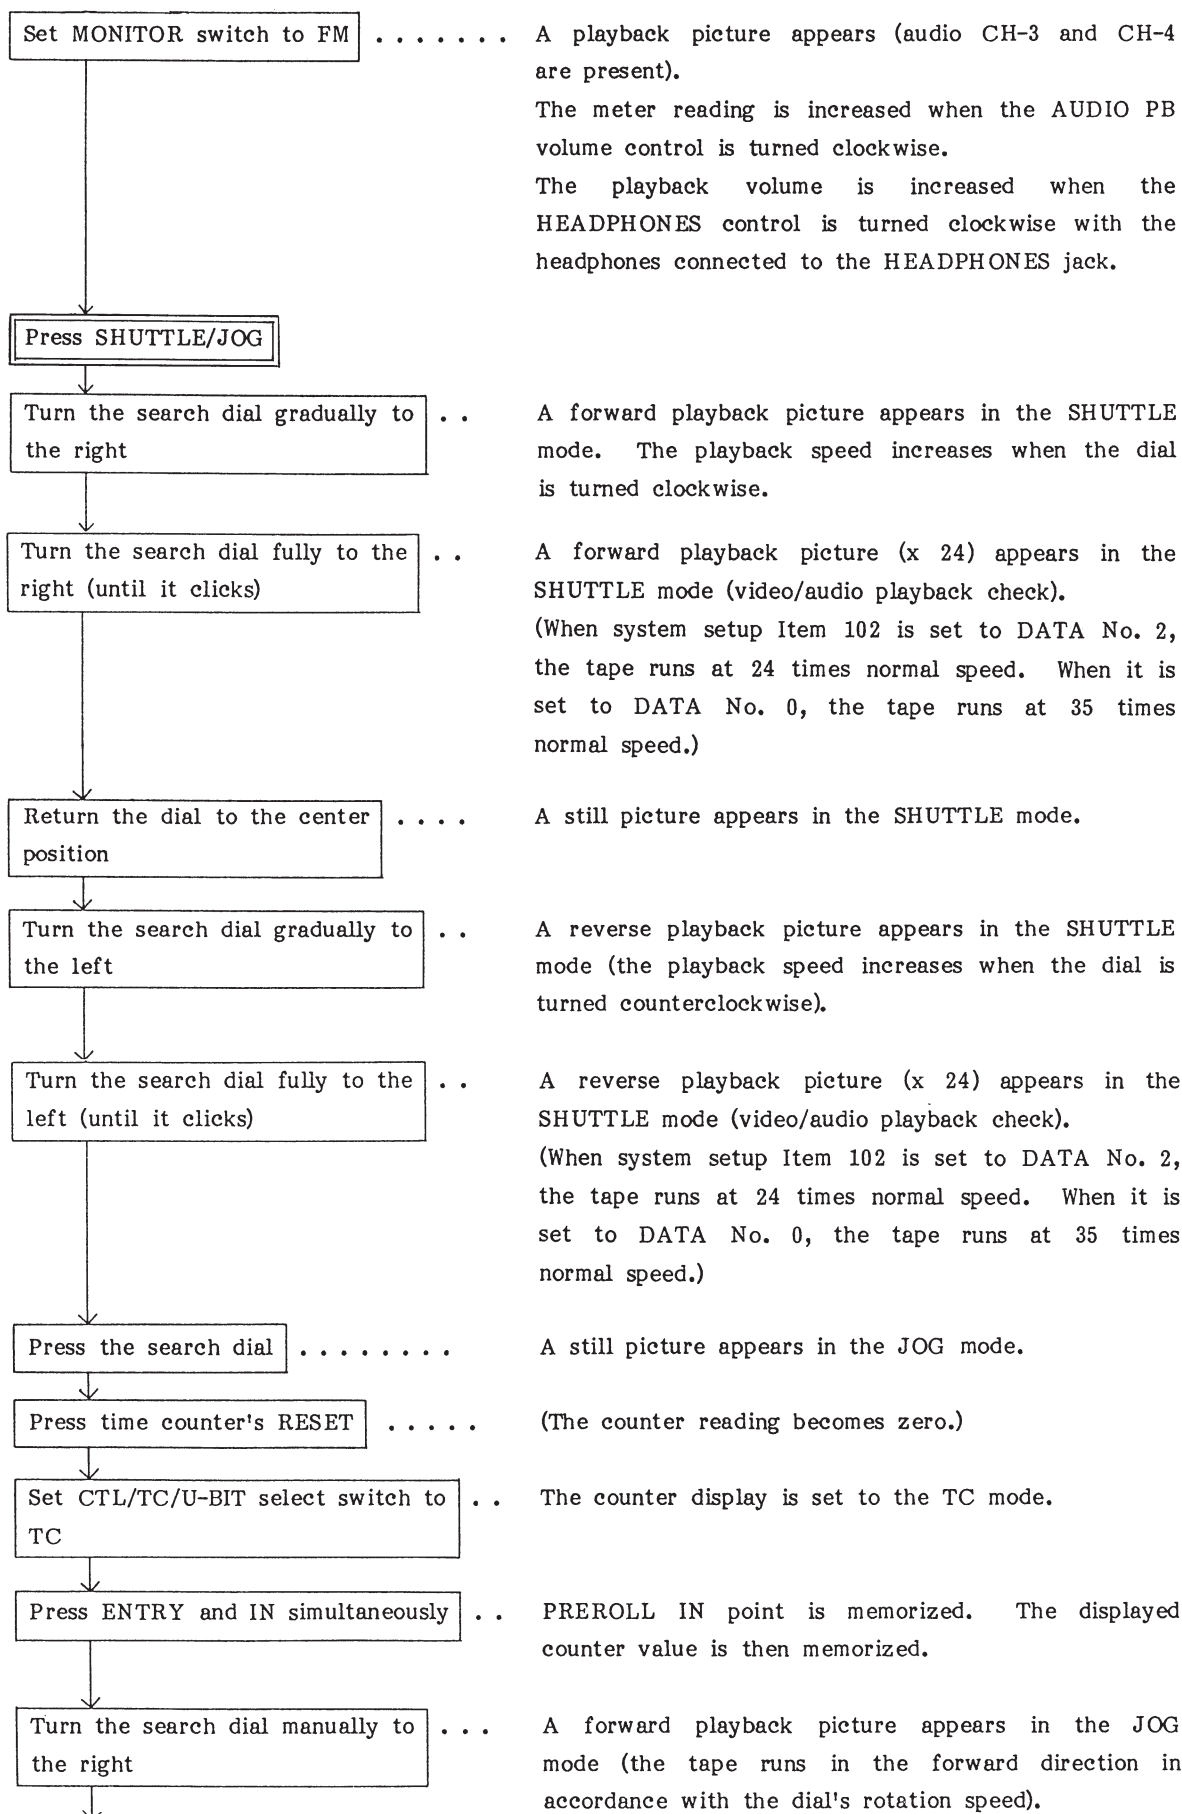 Set MONITOR switch to FM . . . . . . . A playback picture appears (audio CH-3 and CH-4
are present).
The meter reading is increased when the AUDIO PB
volume control is turned clockwise.
The playback volume is increased when the
HEADPHONES control is turned clockwise with the
headphones connected to the HEADPHONES jack.
Press SHUTTLE/JOG
Turn the search dial gradually to
the right
. . A forward playback picture appears in the SHUTTLE
mode. The playback speed increases when the dial
is turned clockwise.
Turn the search dial fully to the
right (until it clicks)
. . A forward playback picture (x 24) appears in the
SHUTTLE mode (video/audio playback check).
(When system setup Item 102 is set to DATA No. 2,
the tape runs at 24 times normal speed. When it is
set to DATA No. 0, the tape runs at 35 times
normal speed.)
Return the dial to the center
position
. . . . A still picture appears in the SHUTTLE mode.
Turn the search dial gradually to
the left
. . A reverse playback picture appears in the SHUTTLE
mode (the playback speed increases when the dial is
turned counterclockwise).
Turn the search dial fully to the
left (until it clicks)
. . A reverse playback picture (x 24) appears in the
SHUTTLE mode (video/audio playback check).
(When system setup Item 102 is set to DATA No. 2,
the tape runs at 24 times normal speed. When it is
set to DATA No. 0, the tape runs at 35 times
normal speed.)
Press the search dial . . . . . . . . A still picture appears in the JOG mode.
Press time counter's RESET . . . . . (The counter reading becomes zero.)
Set CTL/TC/U-BIT select switch to
TC
. . The counter display is set to the TC mode.
Press ENTRY and IN simultaneously . . PREROLL IN point is memorized. The displayed
counter value is then memorized.
Turn the search dial manually to
the right
. . . A forward playback picture appears in the JOG
mode (the tape runs in the forward direction in
accordance with the dial's rotation speed).